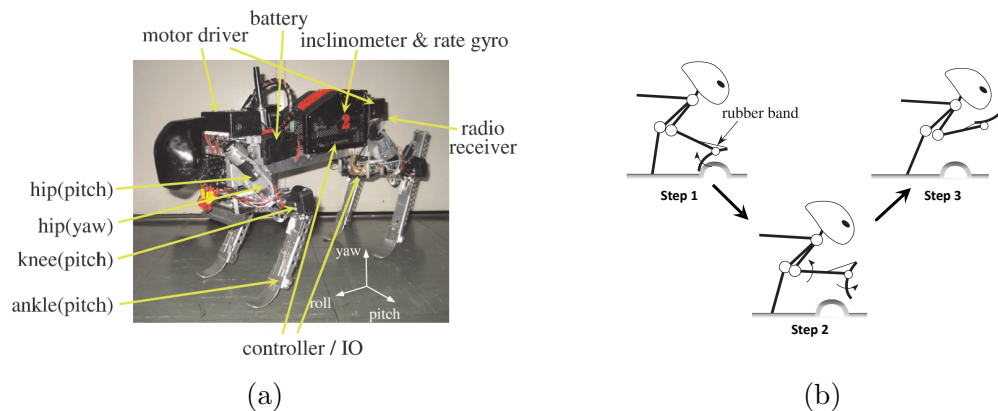 battery
motor driver
inclinometer & rate gyro
2
radio
receiver
hip(pitch)
hip(yaw)
knee(pitch)
ankle(pitch)
yaw
roll
pitch
controller / IO
(a)
rubber band
Step 1
Step 3
Step 2
(b)